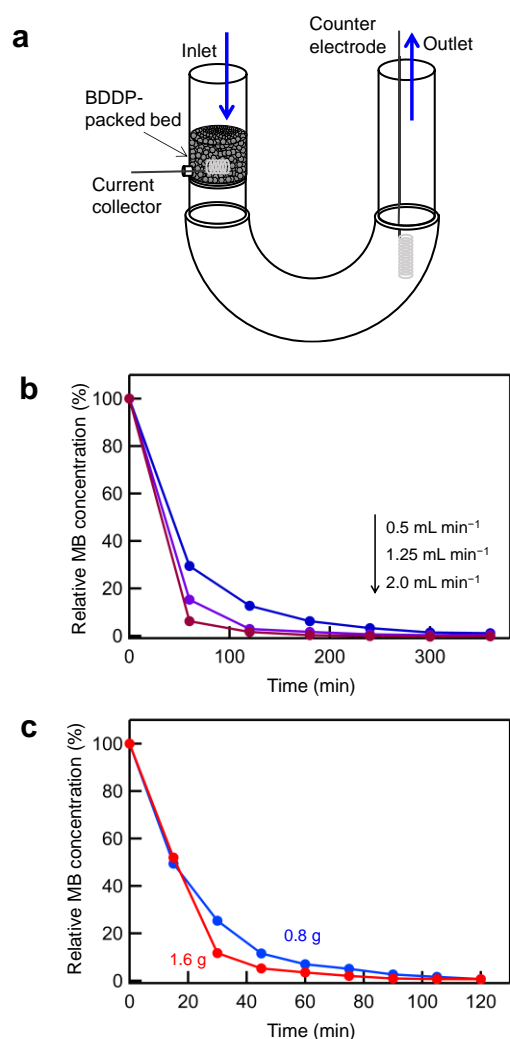 a
Inlet
Counter
electrode
Outlet
BDDP-
packed bed
Current
collector
b
Relative MB concentration (%)
100
80
60
40
20
0
0.5 mL min⁻¹
1.25 mL min⁻¹
2.0 mL min⁻¹
0 100 200 300
Time (min)
c
Relative MB concentration (%)
100
80
60
40
20
0
0.8 g
1.6 g
0 20 40 60 80 100 120
Time (min)